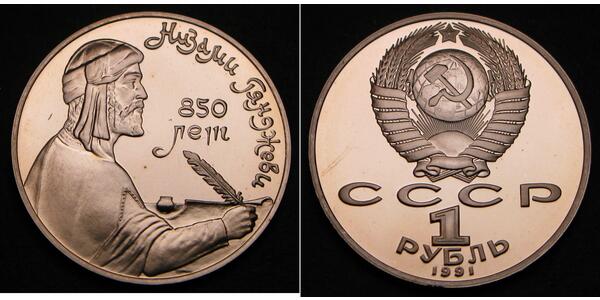 Низами Гянджеви
850
лет
СССР
1
РУБЛЬ
1991